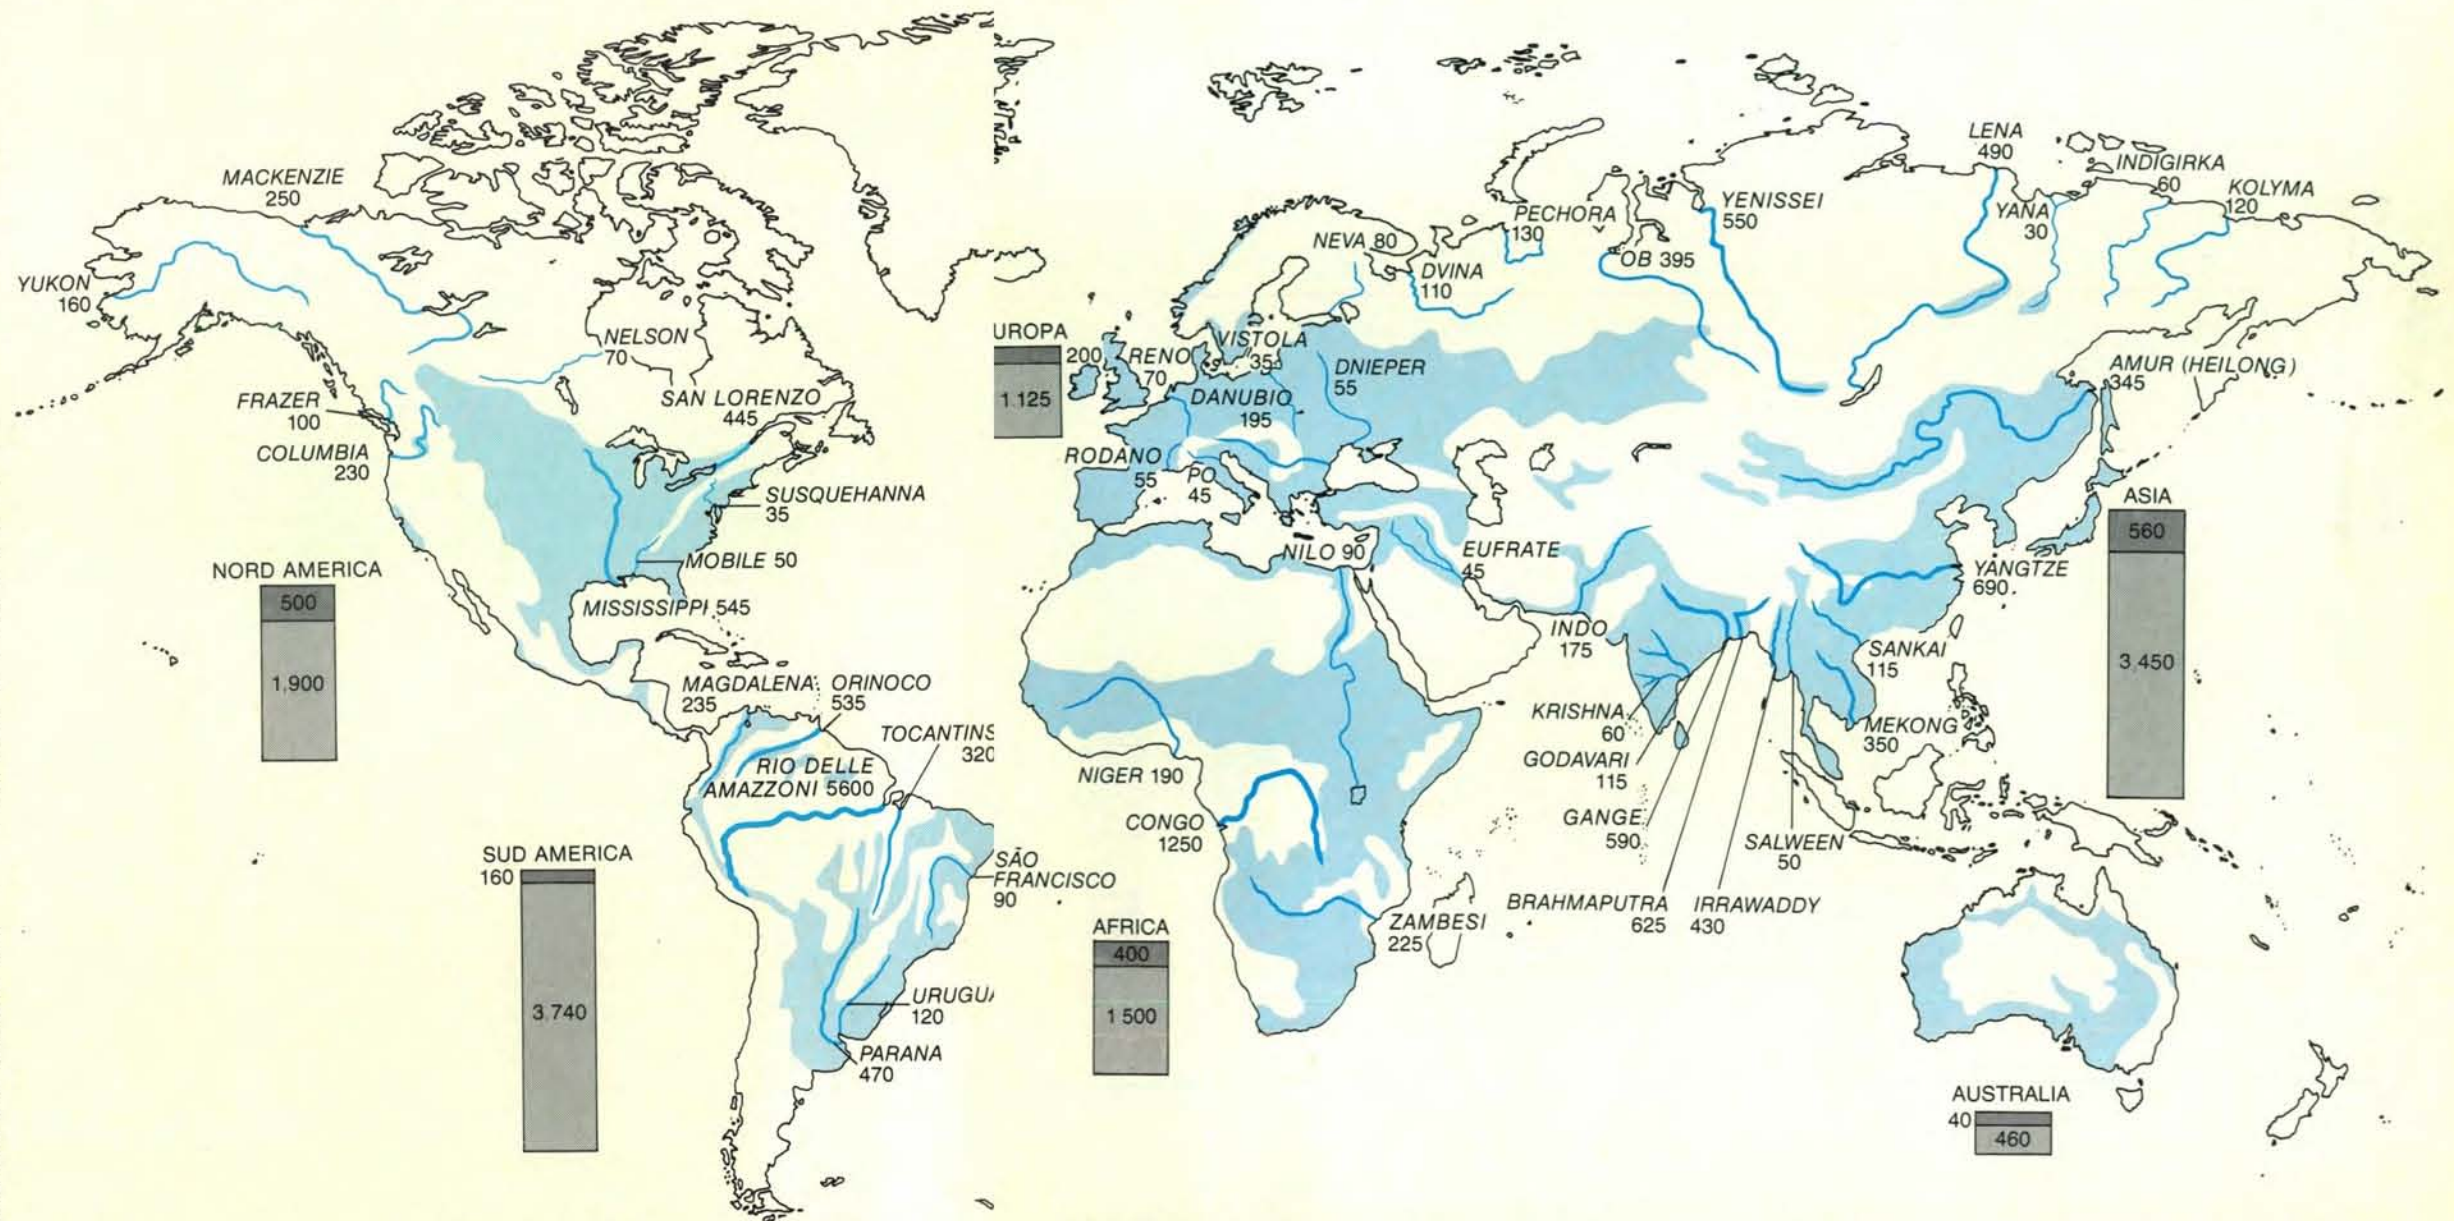 MACKENZIE
250
YUKON
160
NELSON
70
FRAZER
100
SAN LORENZO
445
COLUMBIA
230
SUSQUEHANNA
35
MOBILE 50
MISSISSIPPI 545
NORD AMERICA
500
1,900
MAGDALENA
235
ORINOCO
535
TOCANTINS
320
RIO DELLE
AMAZZONI 5600
SUD AMERICA
160
3.740
SÃO
FRANCISCO
90
URUGU
120
PARANA
470
UROPA
200
1.125
RENO
70
VISTOLA
35
NEVA 80
DVINA
110
PECHORA
130
OB 395
YENISSEI
550
LENA
490
YANA
30
INDIGIRKA
60
KOLYMA
120
DNIEPER
55
DANUBIO
195
RODANO
55
PO
45
AMUR (HEILONG)
345
NILO 90
EUFRATE
45
ASIA
560
3,450
YANGTZE
690
INDO
175
SANKAI
115
KRISHNA
60
MEKONG
350
GODAVARI
115
GANGE
590
SALWEEN
50
BRAHMAPUTRA
625
IRRAWADDY
430
NIGER 190
CONGO
1250
ZAMBESI
225
AFRICA
400
1 500
AUSTRALIA
40
460